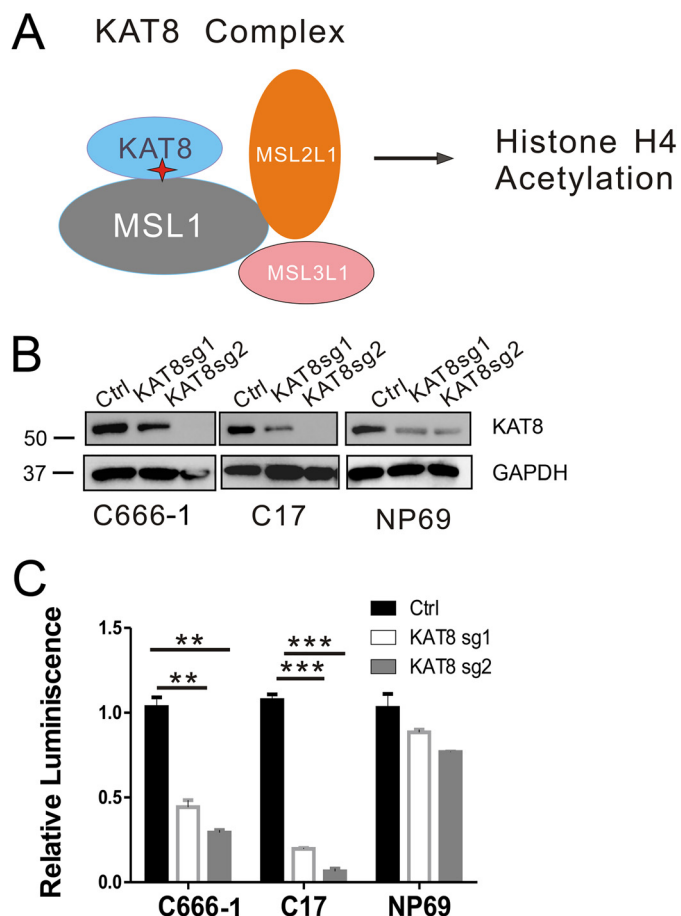 A
KAT8 Complex
KAT8
MSL1
MSL2L1
MSL3L1
Histone H4
Acetylation
B
Ctrl KAT8sg1 KAT8sg2 Ctrl KAT8sg1 KAT8sg2 Ctrl KAT8sg1 KAT8sg2
50 KAT8
37 GAPDH
C666-1 C17 NP69
C
Ctrl
KAT8 sg1
KAT8 sg2
Relative Luminiscence
1.5
1.0
0.5
0.0
** ***
** ***
C666-1 C17 NP69